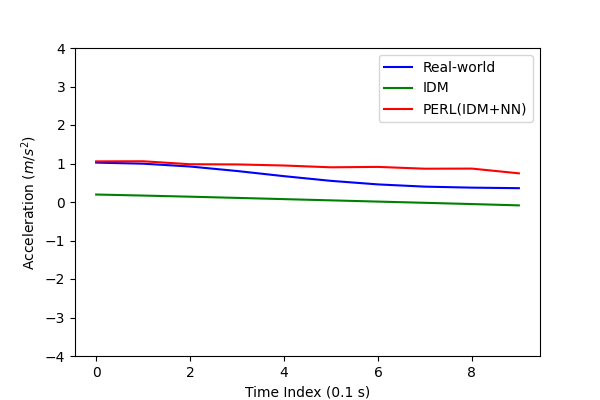 4
3
2
1
0
−1
−2
−3
−4
Acceleration (m/s²)
Real-world
IDM
PERL(IDM+NN)
0 2 4 6 8
Time Index (0.1 s)